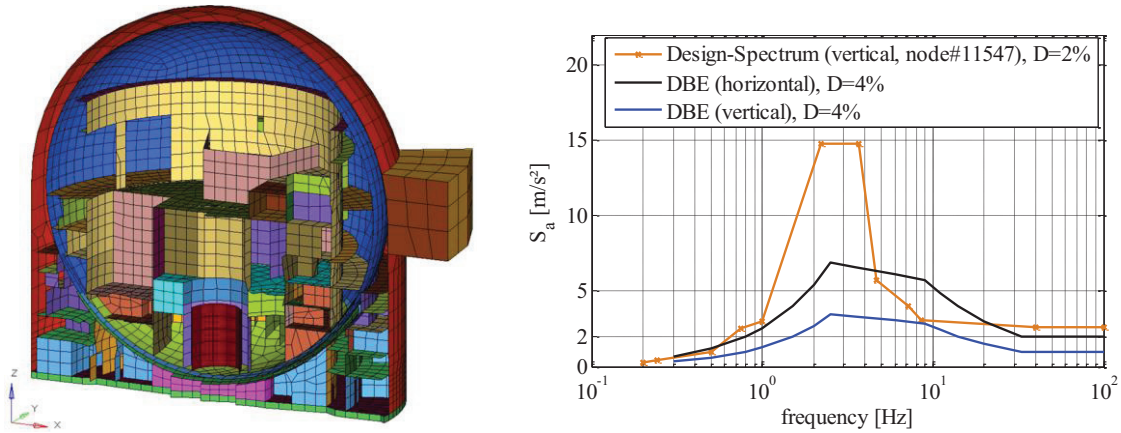 Z
Y
X
Design-Spectrum (vertical, node#11547), D=2%
DBE (horizontal), D=4%
DBE (vertical), D=4%
S_a [m/s²]
20
15
10
5
2
0
10^-1
10^0
10^1
10^2
frequency [Hz]